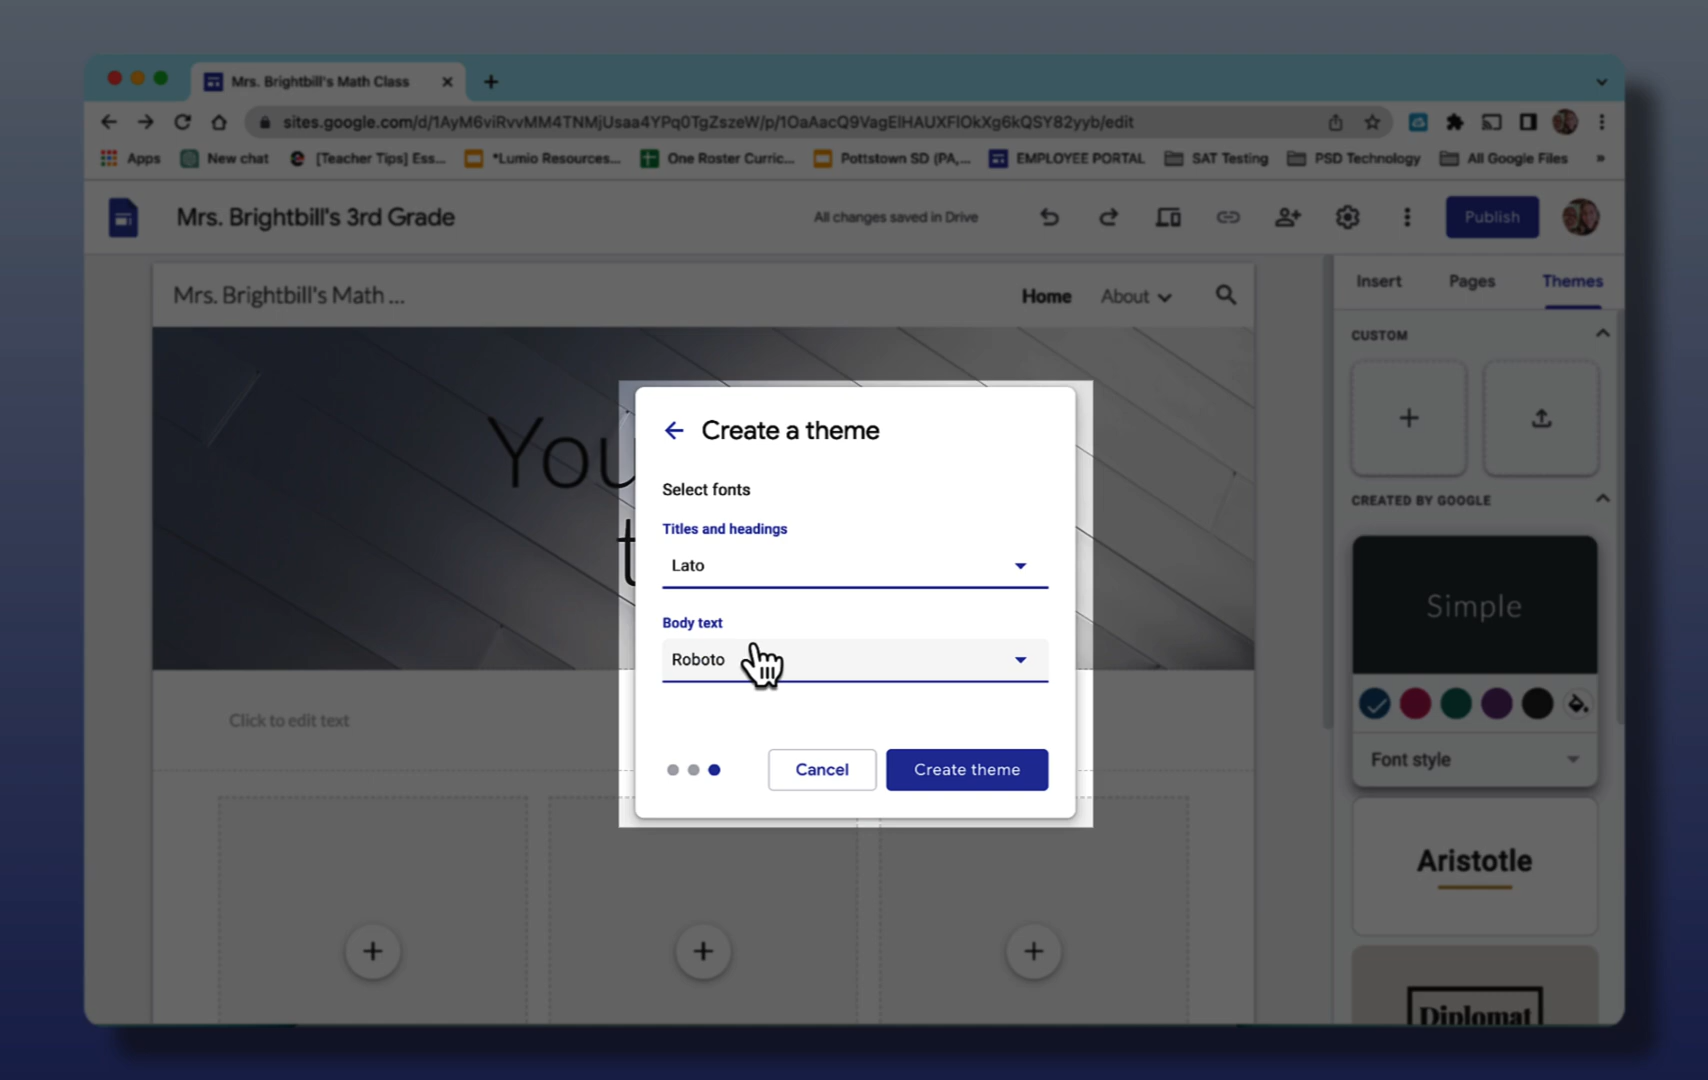 Mrs. Brightbill's Math Class
sites.google.com/d/1AyM6viRvvMM4TNMjUsaa4YPq0TgZszeW/p/1OaAacQ9VagElHAUXFlOkXg6kQSY82yyb/edit
Apps New chat [Teacher Tips] Ess... *Lumio Resources... One Roster Curric... Pottstown SD (PA,... EMPLOYEE PORTAL SAT Testing PSD Technology All Google Files »
Mrs. Brightbill's 3rd Grade All changes saved in Drive Publish
Insert Pages Themes
Mrs. Brightbill's Math ... Home About
CUSTOM
You
t
Create a theme
Select fonts
Titles and headings
Lato
Body text
Roboto
Cancel Create theme
Click to edit text
CREATED BY GOOGLE
Simple
Font style
Aristotle
Diplomat